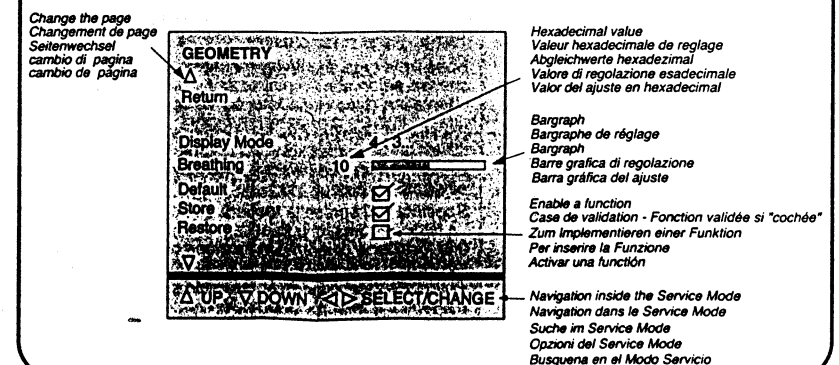 Change the page
Changement de page
Seitenwechsel
cambio di pagina
cambio de página
GEOMETRY
△
Return
Display Mode 4 3
Breathing 10
Default
Store
Restore
▽
△ UP ▽ DOWN ◁ ▷ SELECT/CHANGE
Hexadecimal value
Valeur hexadecimale de reglage
Abgleichwerte hexadezimal
Valore di regolazione esadecimale
Valor del ajuste en hexadecimal
Bargraph
Bargraphe de réglage
Bargraph
Barre grafica di regolazione
Barra gráfica del ajuste
Enable a function
Case de validation - Fonction validée si "cochée"
Zum Implementieren einer Funktion
Per inserire la Funzione
Activar una functión
Navigation inside the Service Mode
Navigation dans le Service Mode
Suche im Service Mode
Opzioni del Service Mode
Busquena en el Modo Servicio